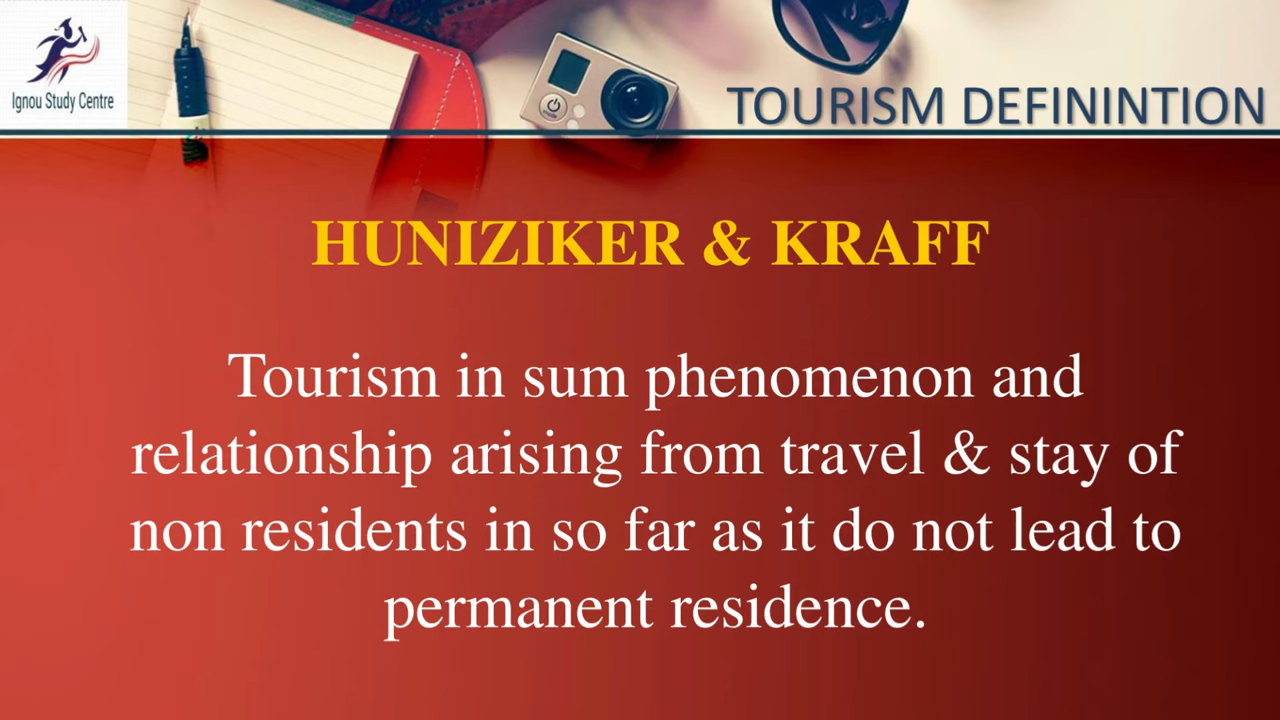 Ignou Study Centre
TOURISM DEFININTION
HUNIZIKER & KRAFF
Tourism in sum phenomenon and
relationship arising from travel & stay of
non residents in so far as it do not lead to
permanent residence.